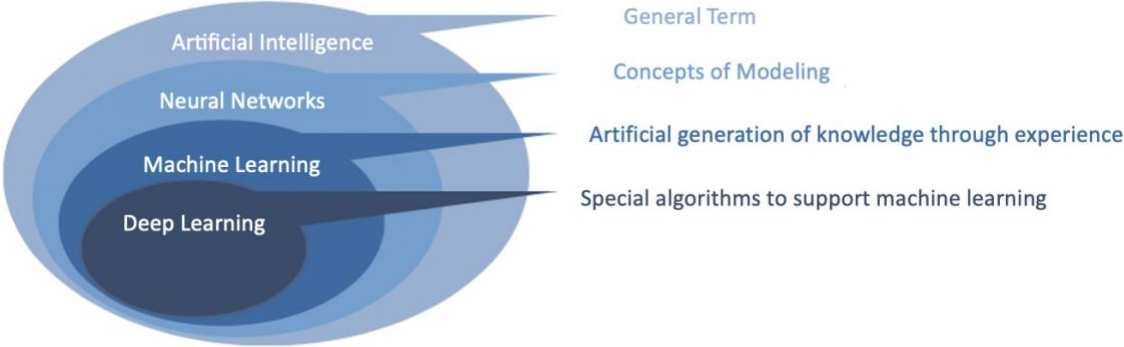 General Term
Artificial Intelligence
Concepts of Modeling
Neural Networks
Artificial generation of knowledge through experience
Machine Learning
Special algorithms to support machine learning
Deep Learning